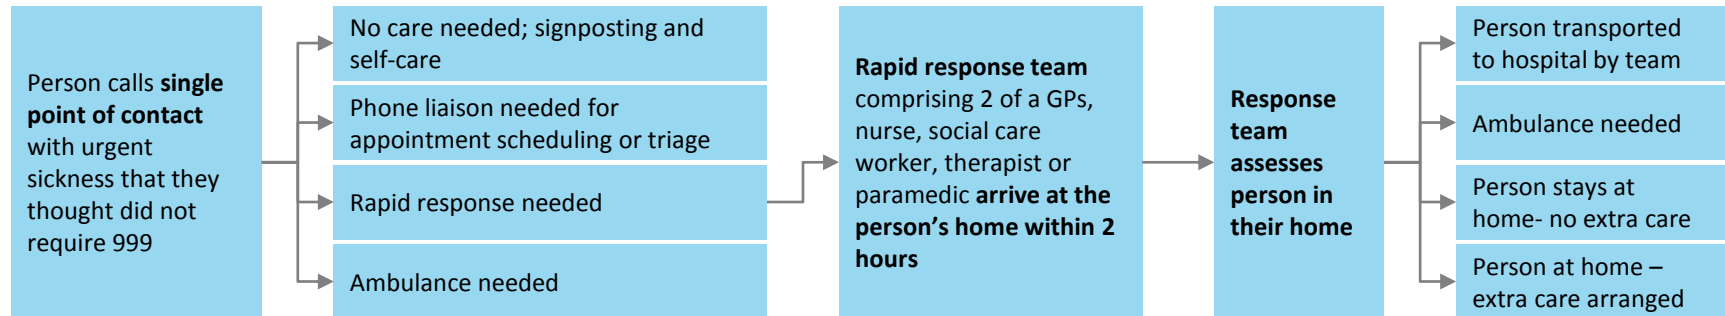 Person calls single
point of contact
with urgent
sickness that they
thought did not
require 999
No care needed; signposting and
self-care
Phone liaison needed for
appointment scheduling or triage
Rapid response needed
Ambulance needed
Rapid response team
comprising 2 of a GPs,
nurse, social care
worker, therapist or
paramedic arrive at the
person’s home within 2
hours
Response
team
assesses
person in
their home
Person transported
to hospital by team
Ambulance needed
Person stays at
home- no extra care
Person at home –
extra care arranged